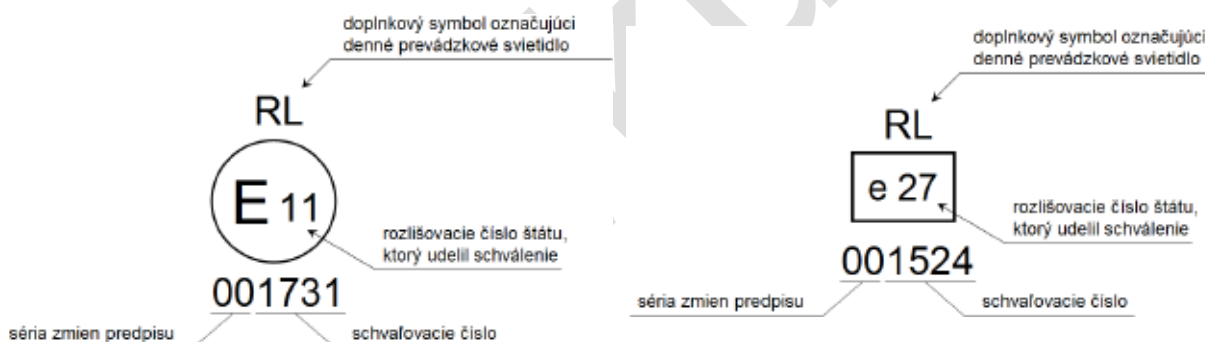 doplnkový symbol označujúci
denné prevádzkové svietidlo
RL
E 11
rozlišovacie číslo štátu,
ktorý udelil schválenie
001731
séria zmien predpisu
schvaľovacie číslo
doplnkový symbol označujúci
denné prevádzkové svietidlo
RL
e 27
rozlišovacie číslo štátu,
ktorý udelil schválenie
001524
séria zmien predpisu
schvaľovacie číslo